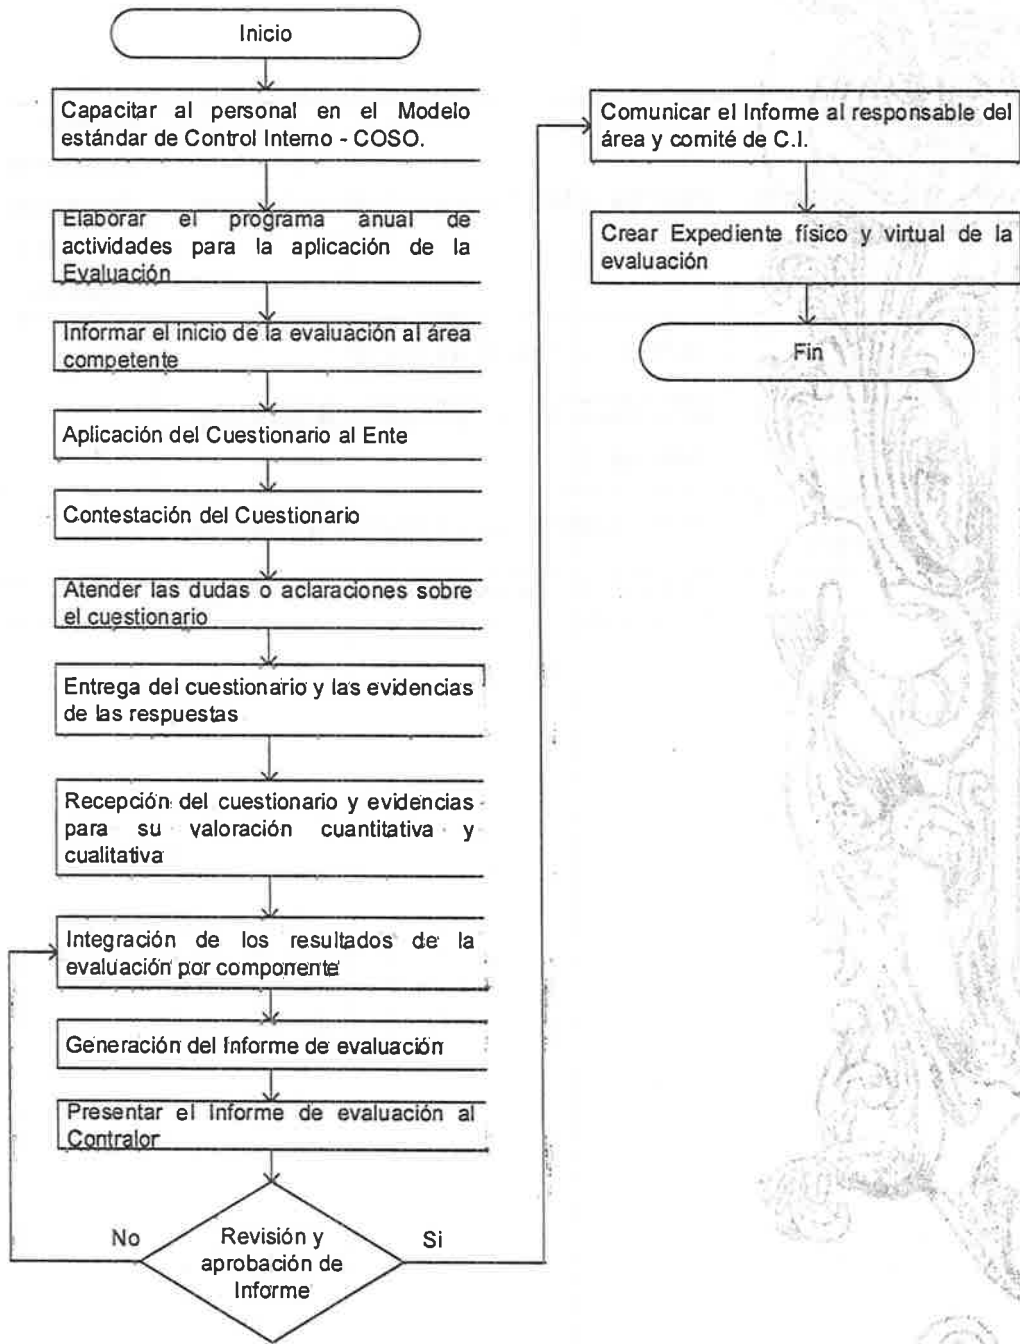 Inicio
Capacitar al personal en el Modelo
estándar de Control Interno - COSO.
Elaborar el programa anual de
actividades para la aplicación de la
Evaluación
Informar el inicio de la evaluación al área
competente
Aplicación del Cuestionario al Ente
Contestación del Cuestionario
Atender las dudas o aclaraciones sobre
el cuestionario
Entrega del cuestionario y las evidencias
de las respuestas
Recepción del cuestionario y evidencias
para su valoración cuantitativa y
cualitativa
Integración de los resultados de la
evaluación por componente
Generación del Informe de evaluación
Presentar el Informe de evaluación al
Contralor
No
Revisión y
aprobación de
Informe
Si
Comunicar el Informe al responsable del
área y comité de C.I.
Crear Expediente físico y virtual de la
evaluación
Fin